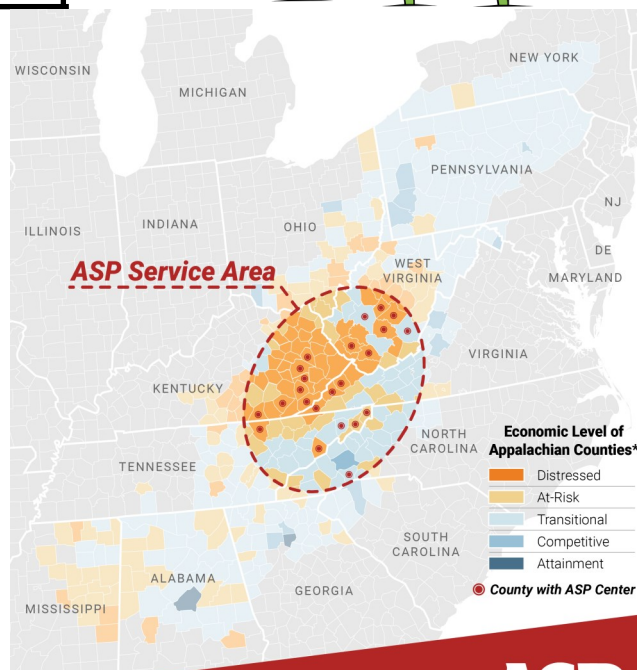 NEW YORK
WISCONSIN
MICHIGAN
PENNSYLVANIA
NJ
ILLINOIS
INDIANA
OHIO
DE
MARYLAND
WEST
VIRGINIA
ASP Service Area
VIRGINIA
KENTUCKY
NORTH
CAROLINA
TENNESSEE
Economic Level of
Appalachian Counties*
Distressed
At-Risk
Transitional
Competitive
Attainment
County with ASP Center
SOUTH
CAROLINA
ALABAMA
GEORGIA
MISSISSIPPI